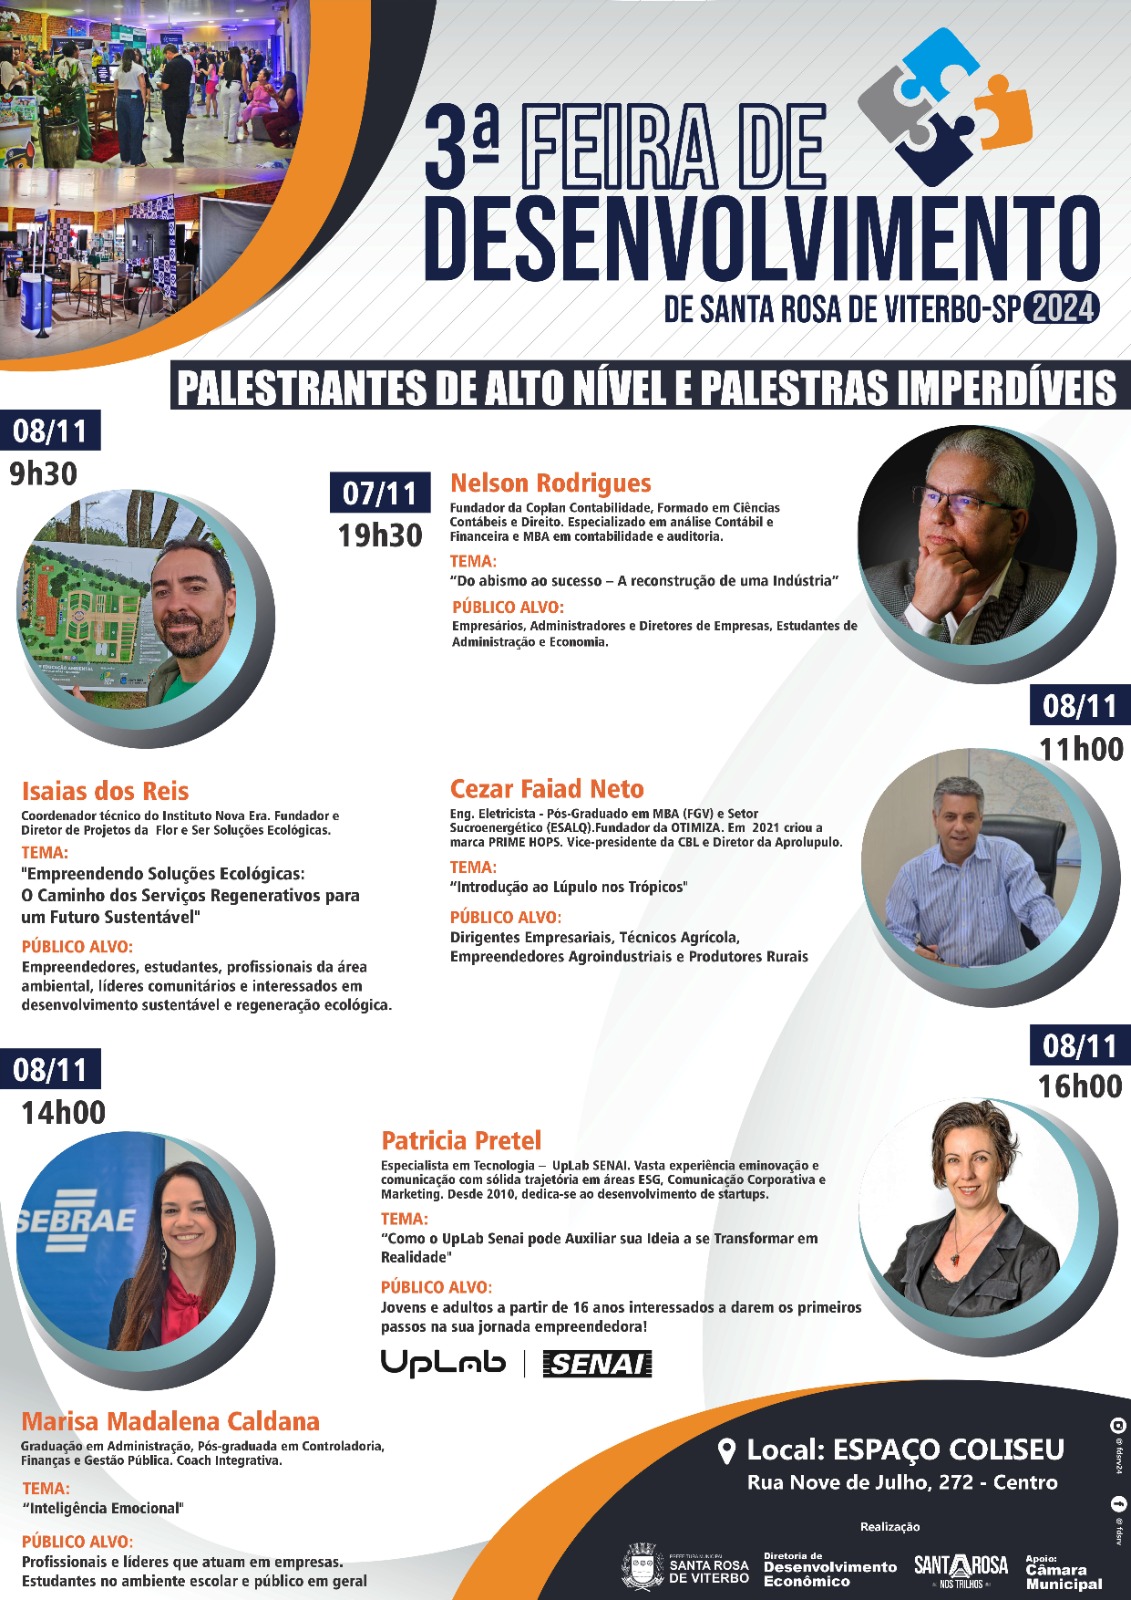 3ª FEIRA DE
DESENVOLVIMENTO
DE SANTA ROSA DE VITERBO-SP 2024
PALESTRANTES DE ALTO NÍVEL E PALESTRAS IMPERDÍVEIS
07/11
19h30
Nelson Rodrigues
Fundador da Coplan Contabilidade, Formado em Ciências
Contábeis e Direito. Especializado em análise Contábil e
Financeira e MBA em contabilidade e auditoria.
TEMA:
“Do abismo ao sucesso – A reconstrução de uma Indústria”
PÚBLICO ALVO:
Empresários, Administradores e Diretores de Empresas, Estudantes de
Administração e Economia.
08/11
9h30
Isaias dos Reis
Coordenador técnico do Instituto Nova Era. Fundador e
Diretor de Projetos da Flor e Ser Soluções Ecológicas.
TEMA:
"Empreendendo Soluções Ecológicas:
O Caminho dos Serviços Regenerativos para
um Futuro Sustentável"
PÚBLICO ALVO:
Empreendedores, estudantes, profissionais da área
ambiental, líderes comunitários e interessados em
desenvolvimento sustentável e regeneração ecológica.
08/11
11h00
Cezar Faiad Neto
Eng. Eletricista - Pós-Graduado em MBA (FGV) e Setor
Sucroenergético (ESALQ).Fundador da OTIMIZA. Em 2021 criou a
marca PRIME HOPS. Vice-presidente da CBL e Diretor da Aprolupulo.
TEMA:
“Introdução ao Lúpulo nos Trópicos"
PÚBLICO ALVO:
Dirigentes Empresariais, Técnicos Agrícola,
Empreendedores Agroindustriais e Produtores Rurais
08/11
14h00
SEBRAE
Marisa Madalena Caldana
Graduação em Administração, Pós-graduada em Controladoria,
Finanças e Gestão Pública. Coach Integrativa.
TEMA:
“Inteligência Emocional"
PÚBLICO ALVO:
Profissionais e líderes que atuam em empresas.
Estudantes no ambiente escolar e público em geral
08/11
16h00
Patricia Pretel
Especialista em Tecnologia – UpLab SENAI. Vasta experiência eminovação e
comunicação com sólida trajetória em áreas ESG, Comunicação Corporativa e
Marketing. Desde 2010, dedica-se ao desenvolvimento de startups.
TEMA:
“Como o UpLab Senai pode Auxiliar sua Ideia a se Transformar em
Realidade"
PÚBLICO ALVO:
Jovens e adultos a partir de 16 anos interessados a darem os primeiros
passos na sua jornada empreendedora!
UpLab | SENAI
Local: ESPAÇO COLISEU
Rua Nove de Julho, 272 - Centro
@ fdsrv24
@ fdsrv
Realização
PREFEITURA MUNICIPAL
SANTA ROSA
DE VITERBO
Diretoria de
Desenvolvimento
Econômico
SANTA ROSA
NOS TRILHOS
Apoio:
Câmara
Municipal